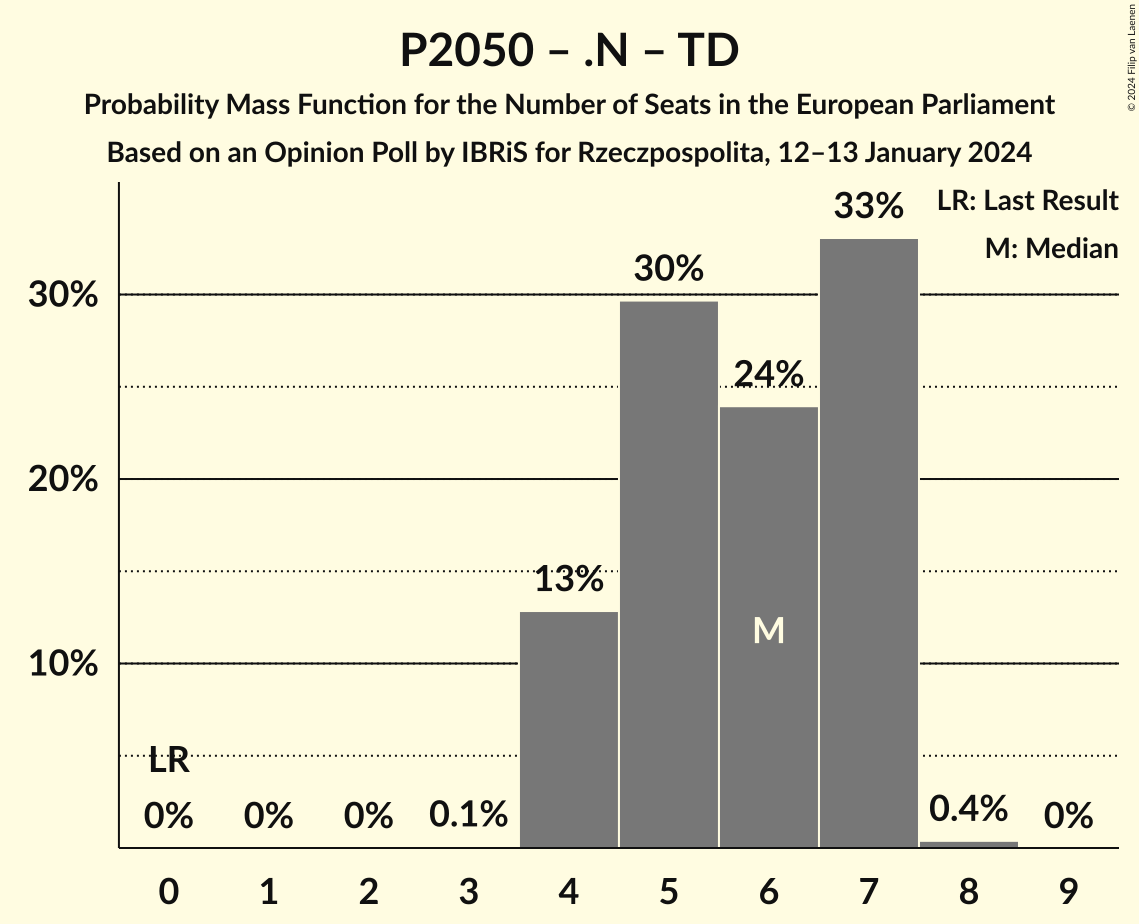 P2050 – .N – TD
Probability Mass Function for the Number of Seats in the European Parliament
Based on an Opinion Poll by IBRiS for Rzeczpospolita, 12–13 January 2024
© 2024 Filip van Laenen
LR: Last Result
M: Median
33%
30%
30%
24%
20%
13%
M
10%
LR
0%
0%
0%
0.1%
0.4%
0%
0 1 2 3 4 5 6 7 8 9